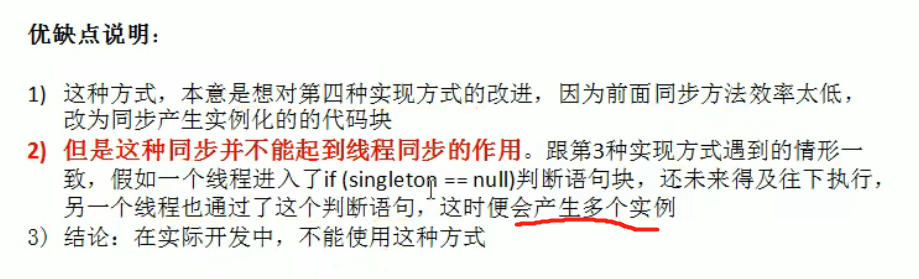 优缺点说明：
1) 这种方式，本意是想对第四种实现方式的改进，因为前面同步方法效率太低，
改为同步产生实例化的的代码块
2) 但是这种同步并不能起到线程同步的作用。跟第3种实现方式遇到的情形一
致，假如一个线程进入了if (singleton == null)判断语句块，还未来得及往下执行，
另一个线程也通过了这个判断语句，这时便会产生多个实例
3) 结论：在实际开发中，不能使用这种方式